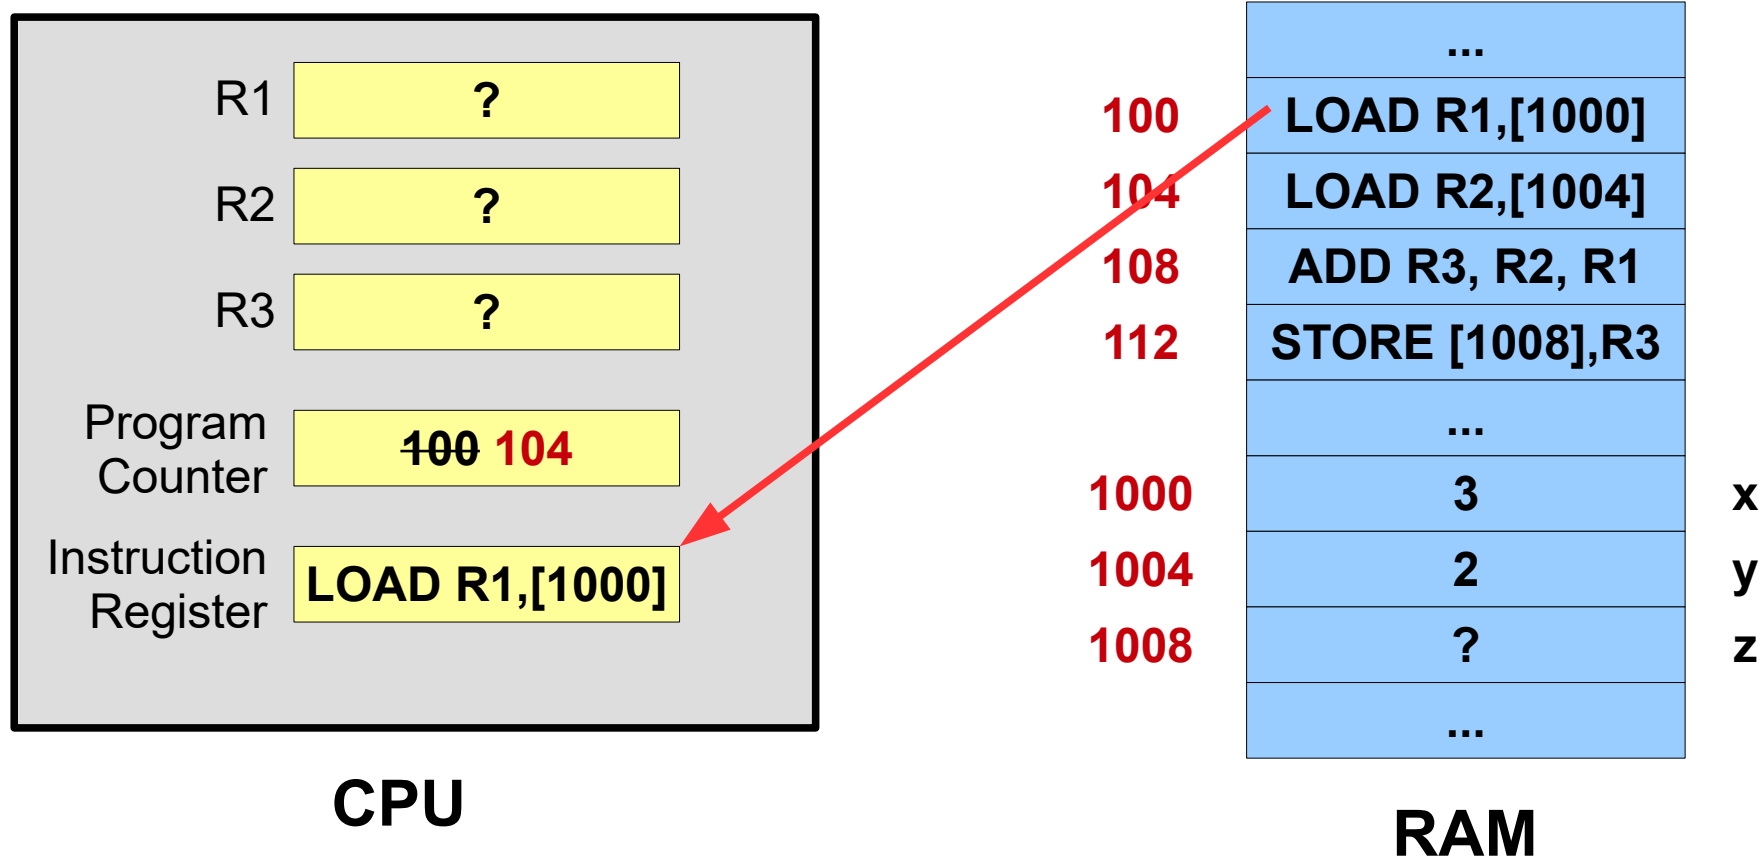 R1
?
R2
?
R3
?
Program
Counter
100 104
Instruction
Register
LOAD R1,[1000]
CPU
...
100
LOAD R1,[1000]
104
LOAD R2,[1004]
108
ADD R3, R2, R1
112
STORE [1008],R3
...
1000
3
x
1004
2
y
1008
?
z
...
RAM